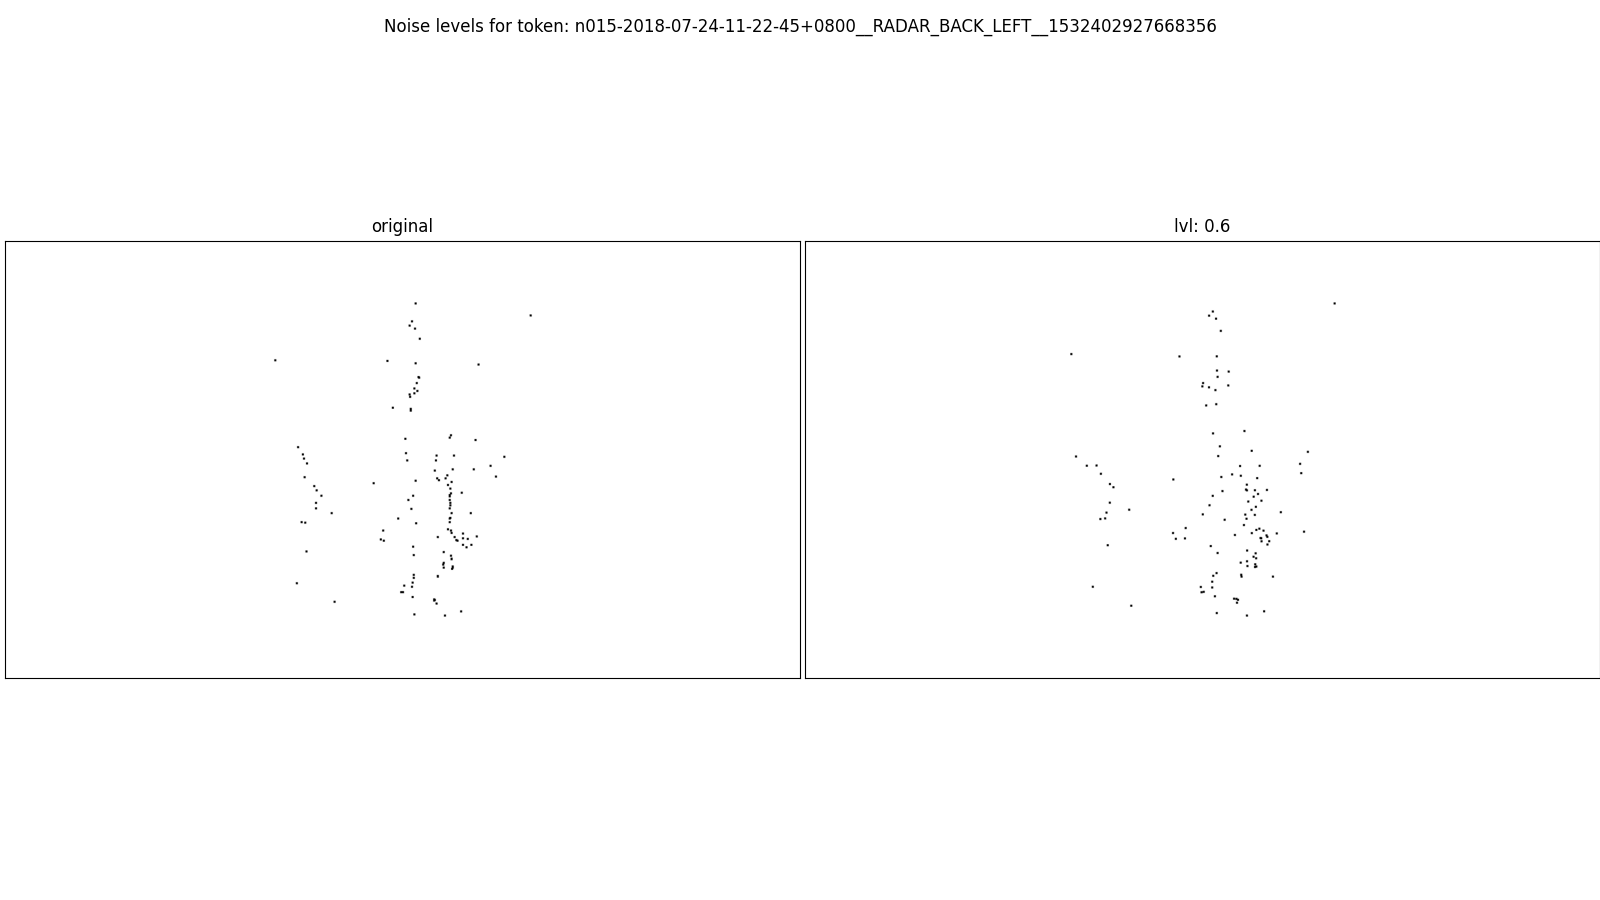 Noise levels for token: n015-2018-07-24-11-22-45+0800__RADAR_BACK_LEFT__1532402927668356
original
lvl: 0.6